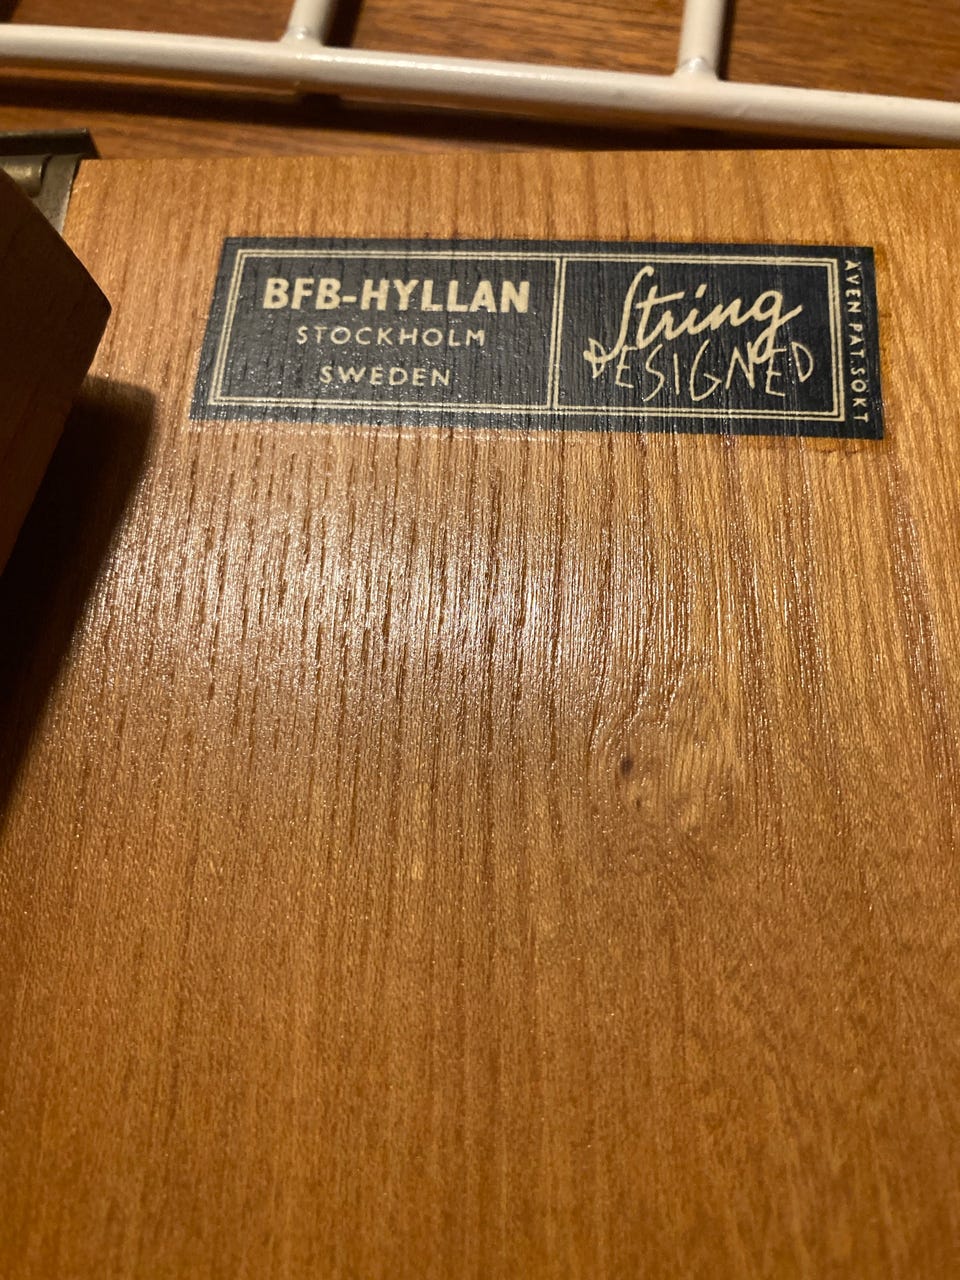 BFB-HYLLAN
STOCKHOLM
SWEDEN
String
DESIGNED
ÄVEN PAT.SÖKT